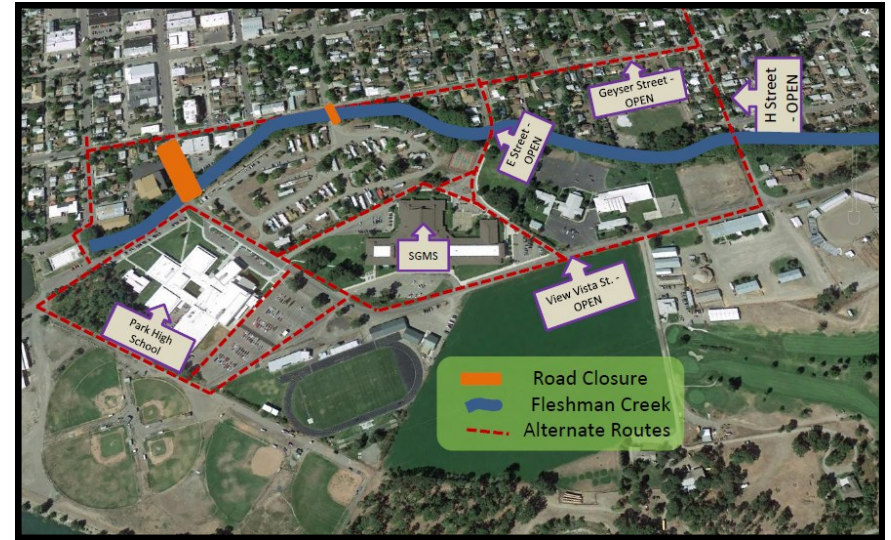 Geyser Street -
OPEN
H Street
- OPEN
E Street -
OPEN
SGMS
View Vista St. -
OPEN
Park High
School
Road Closure
Fleshman Creek
Alternate Routes